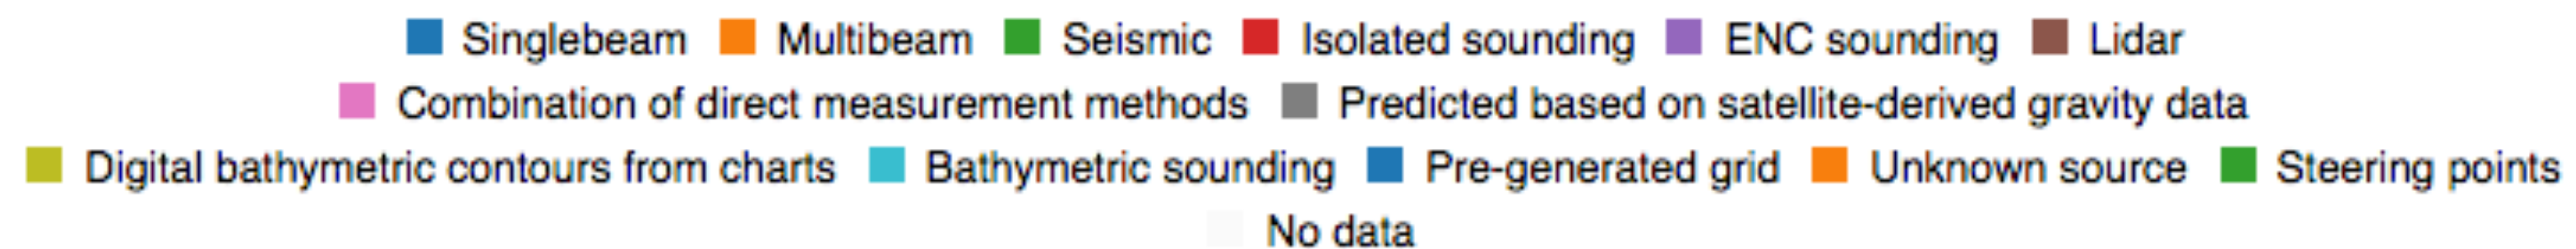 Singlebeam Multibeam Seismic Isolated sounding ENC sounding Lidar
Combination of direct measurement methods Predicted based on satellite-derived gravity data
Digital bathymetric contours from charts Bathymetric sounding Pre-generated grid Unknown source Steering points
No data